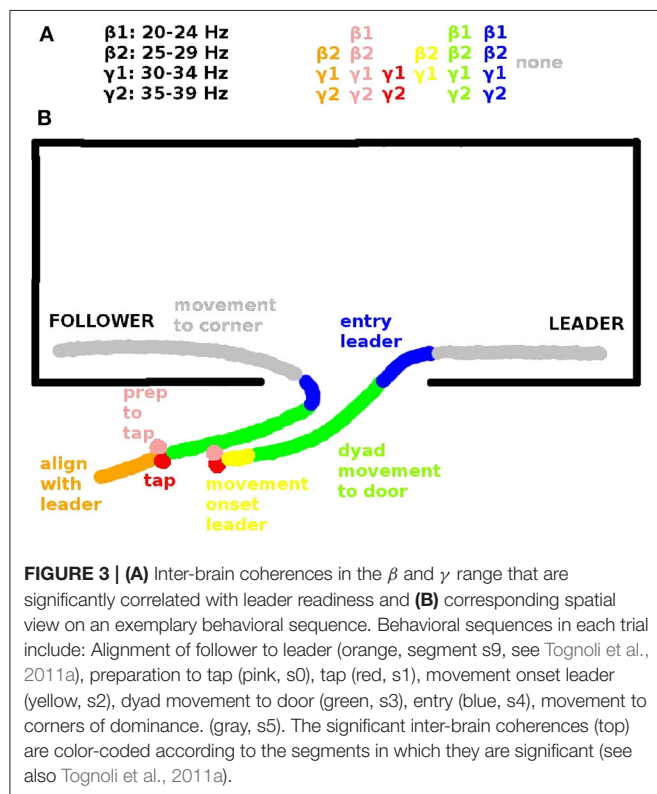 A
β1: 20-24 Hz
β2: 25-29 Hz
γ1: 30-34 Hz
γ2: 35-39 Hz
β1 β1 β1
β2 β2 β2 β2 β2 none
γ1 γ1 γ1 γ1 γ1 γ1
γ2 γ2 γ2 γ2 γ2
B
FOLLOWER
movement
to corner
entry
leader
LEADER
prep
to
tap
align
with
leader
tap
movement
onset
leader
dyad
movement
to door
FIGURE 3 | (A) Inter-brain coherences in the β and γ range that are
significantly correlated with leader readiness and (B) corresponding spatial
view on an exemplary behavioral sequence. Behavioral sequences in each trial
include: Alignment of follower to leader (orange, segment s9, see Tognoli et al.,
2011a), preparation to tap (pink, s0), tap (red, s1), movement onset leader
(yellow, s2), dyad movement to door (green, s3), entry (blue, s4), movement to
corners of dominance. (gray, s5). The significant inter-brain coherences (top)
are color-coded according to the segments in which they are significant (see
also Tognoli et al., 2011a).